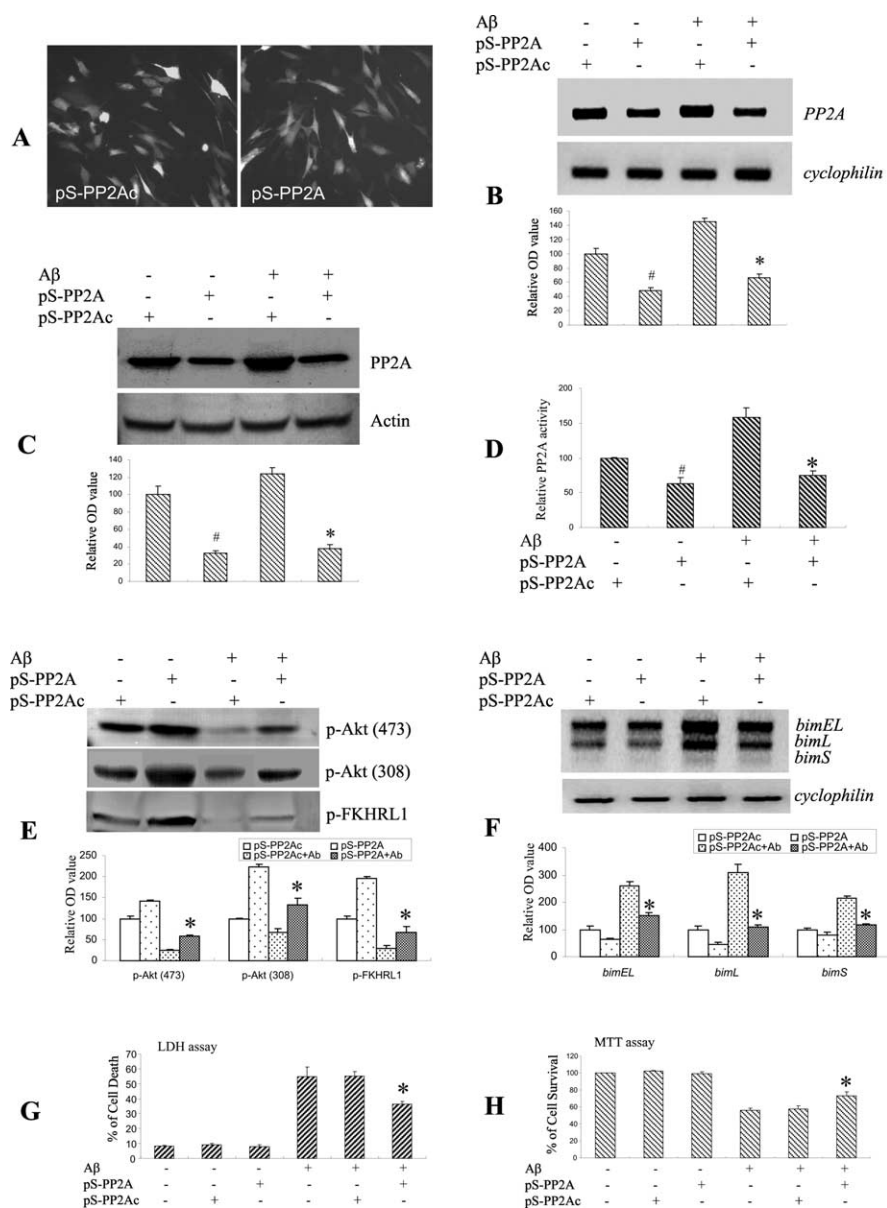 A
pS-PP2Ac
pS-PP2A
Aβ - - + +
pS-PP2A - + - +
pS-PP2Ac + - + -
PP2A
cyclophilin
B
Relative OD value
160
140
120
100
80
60
40
20
0
#
*
Aβ - - + +
pS-PP2A - + - +
pS-PP2Ac + - + -
PP2A
Actin
C
Relative OD value
140
120
100
80
60
40
20
0
#
*
D
Relative PP2A activity
200
150
100
50
0
#
*
Aβ - - + +
pS-PP2A - + - +
pS-PP2Ac + - + -
Aβ - - + +
pS-PP2A - + - +
pS-PP2Ac + - + -
p-Akt (473)
p-Akt (308)
p-FKHRL1
E
pS-PP2Ac pS-PP2A
pS-PP2Ac+Ab pS-PP2A+Ab
Relative OD value
250
200
150
100
50
0
* * *
p-Akt (473) p-Akt (308) p-FKHRL1
Aβ - - + +
pS-PP2A - + - +
pS-PP2Ac + - + -
bimEL
bimL
bimS
cyclophilin
F
pS-PP2Ac pS-PP2A
pS-PP2Ac+Ab pS-PP2A+Ab
Relative OD value
400
300
200
100
0
* * *
bimEL bimL bimS
G
LDH assay
% of Cell Death
70
60
50
40
30
20
10
0
*
Aβ - - - + + +
pS-PP2A - - + - - +
pS-PP2Ac - + - - + -
H
MTT assay
% of Cell Survival
120
100
80
60
40
20
0
*
Aβ - - - + + +
pS-PP2A - - + - - +
pS-PP2Ac - + - - + -